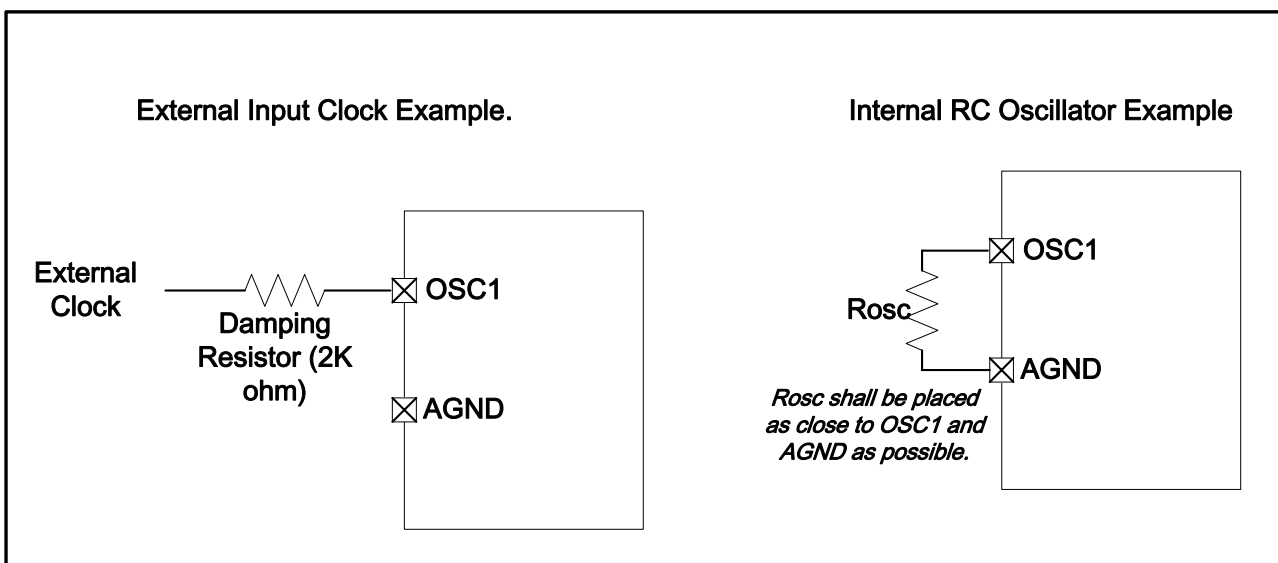 External Input Clock Example.
External
Clock
Damping
Resistor (2K
ohm)
OSC1
AGND
Internal RC Oscillator Example
OSC1
Rosc
AGND
Rosc shall be placed
as close to OSC1 and
AGND as possible.